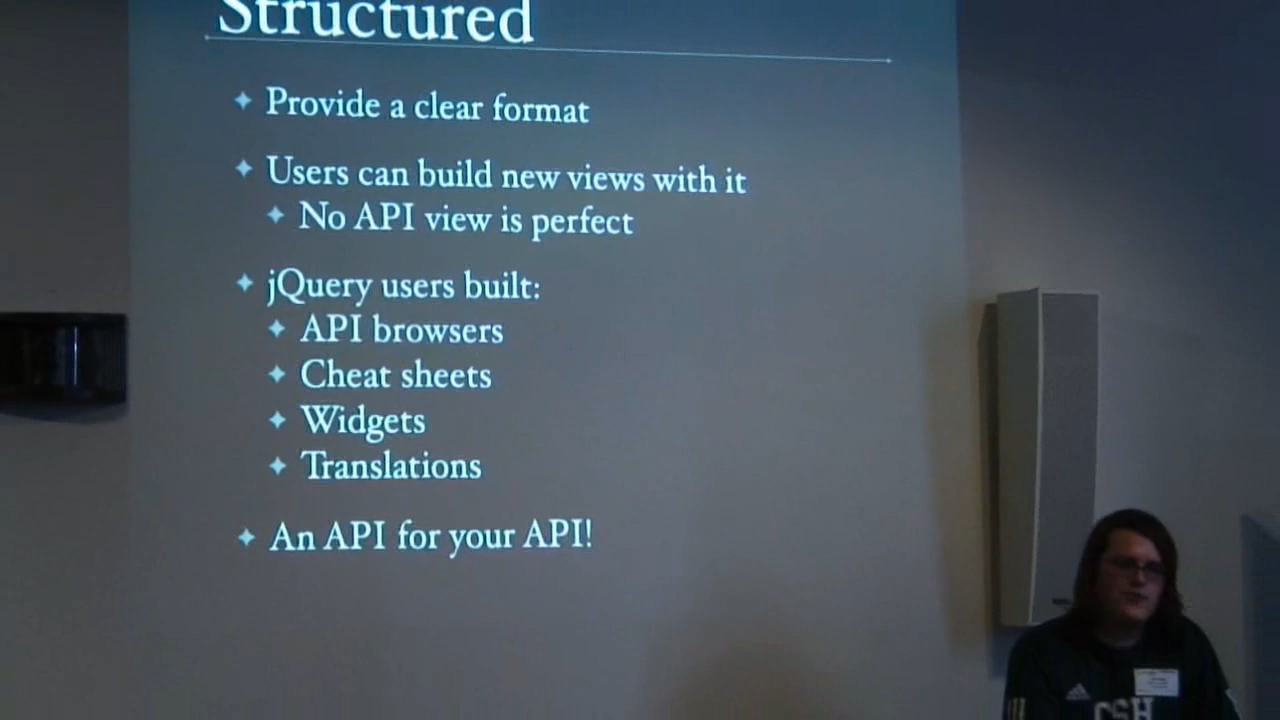 Structured
Provide a clear format
Users can build new views with it
No API view is perfect
jQuery users built:
API browsers
Cheat sheets
Widgets
Translations
An API for your API!
CSH